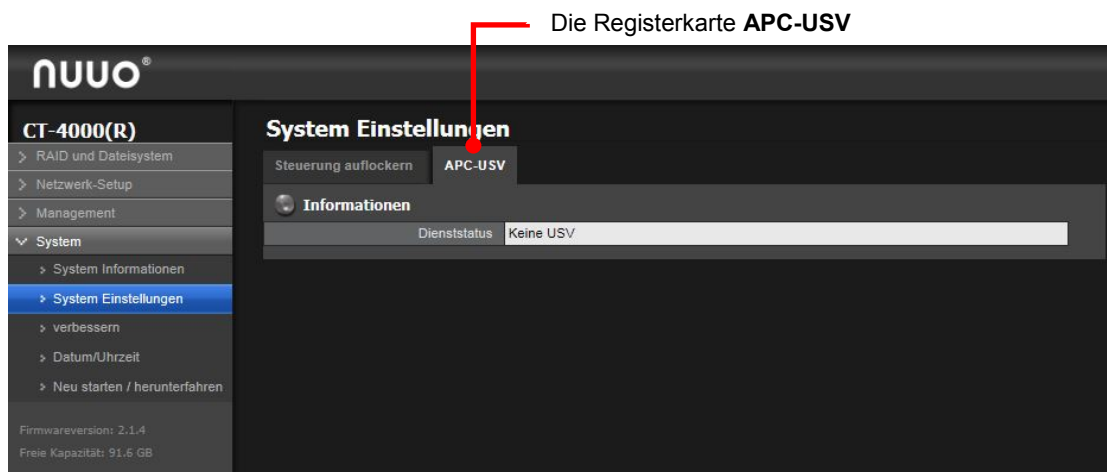 Die Registerkarte APC-USV
nuuo®
CT-4000(R)
RAID und Dateisystem
Netzwerk-Setup
Management
System
System Informationen
System Einstellungen
verbessern
Datum/Uhrzeit
Neu starten / herunterfahren
Firmwareversion: 2.1.4
Freie Kapazität: 91.6 GB
System Einstellungen
Steuerung auflockern APC-USV
Informationen
Dienststatus Keine USV